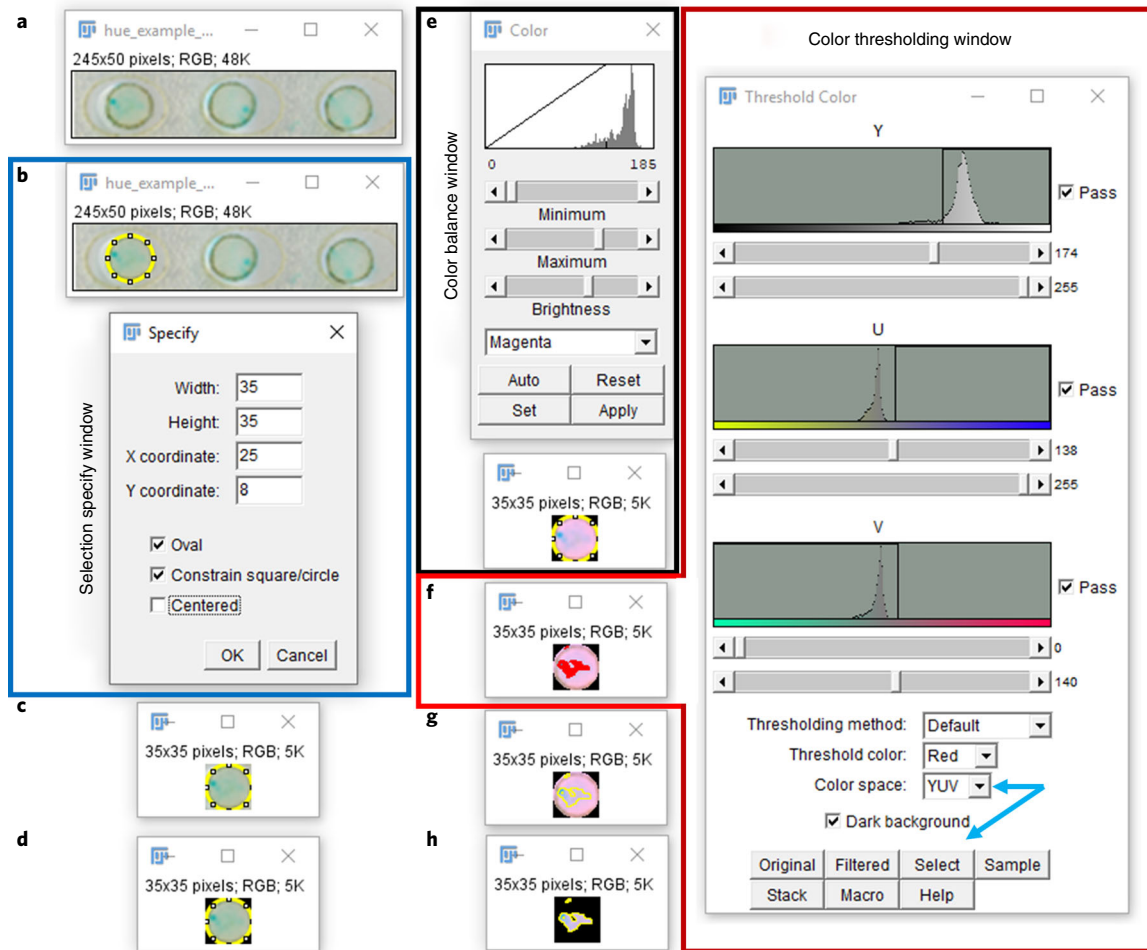 a
hue_example_...
245x50 pixels; RGB; 48K
b
hue_example_...
245x50 pixels; RGB; 48K
Selection specify window
Specify
Width: 35
Height: 35
X coordinate: 25
Y coordinate: 8
Oval
Constrain square/circle
Centered
OK Cancel
c
35x35 pixels; RGB; 5K
d
35x35 pixels; RGB; 5K
e
Color balance window
Color
0 185
Minimum
Maximum
Brightness
Magenta
Auto Reset
Set Apply
35x35 pixels; RGB; 5K
f
35x35 pixels; RGB; 5K
g
35x35 pixels; RGB; 5K
h
35x35 pixels; RGB; 5K
Color thresholding window
Threshold Color
Y
Pass
174
255
U
Pass
138
255
V
Pass
0
140
Thresholding method: Default
Threshold color: Red
Color space: YUV
Dark background
Original Filtered Select Sample
Stack Macro Help